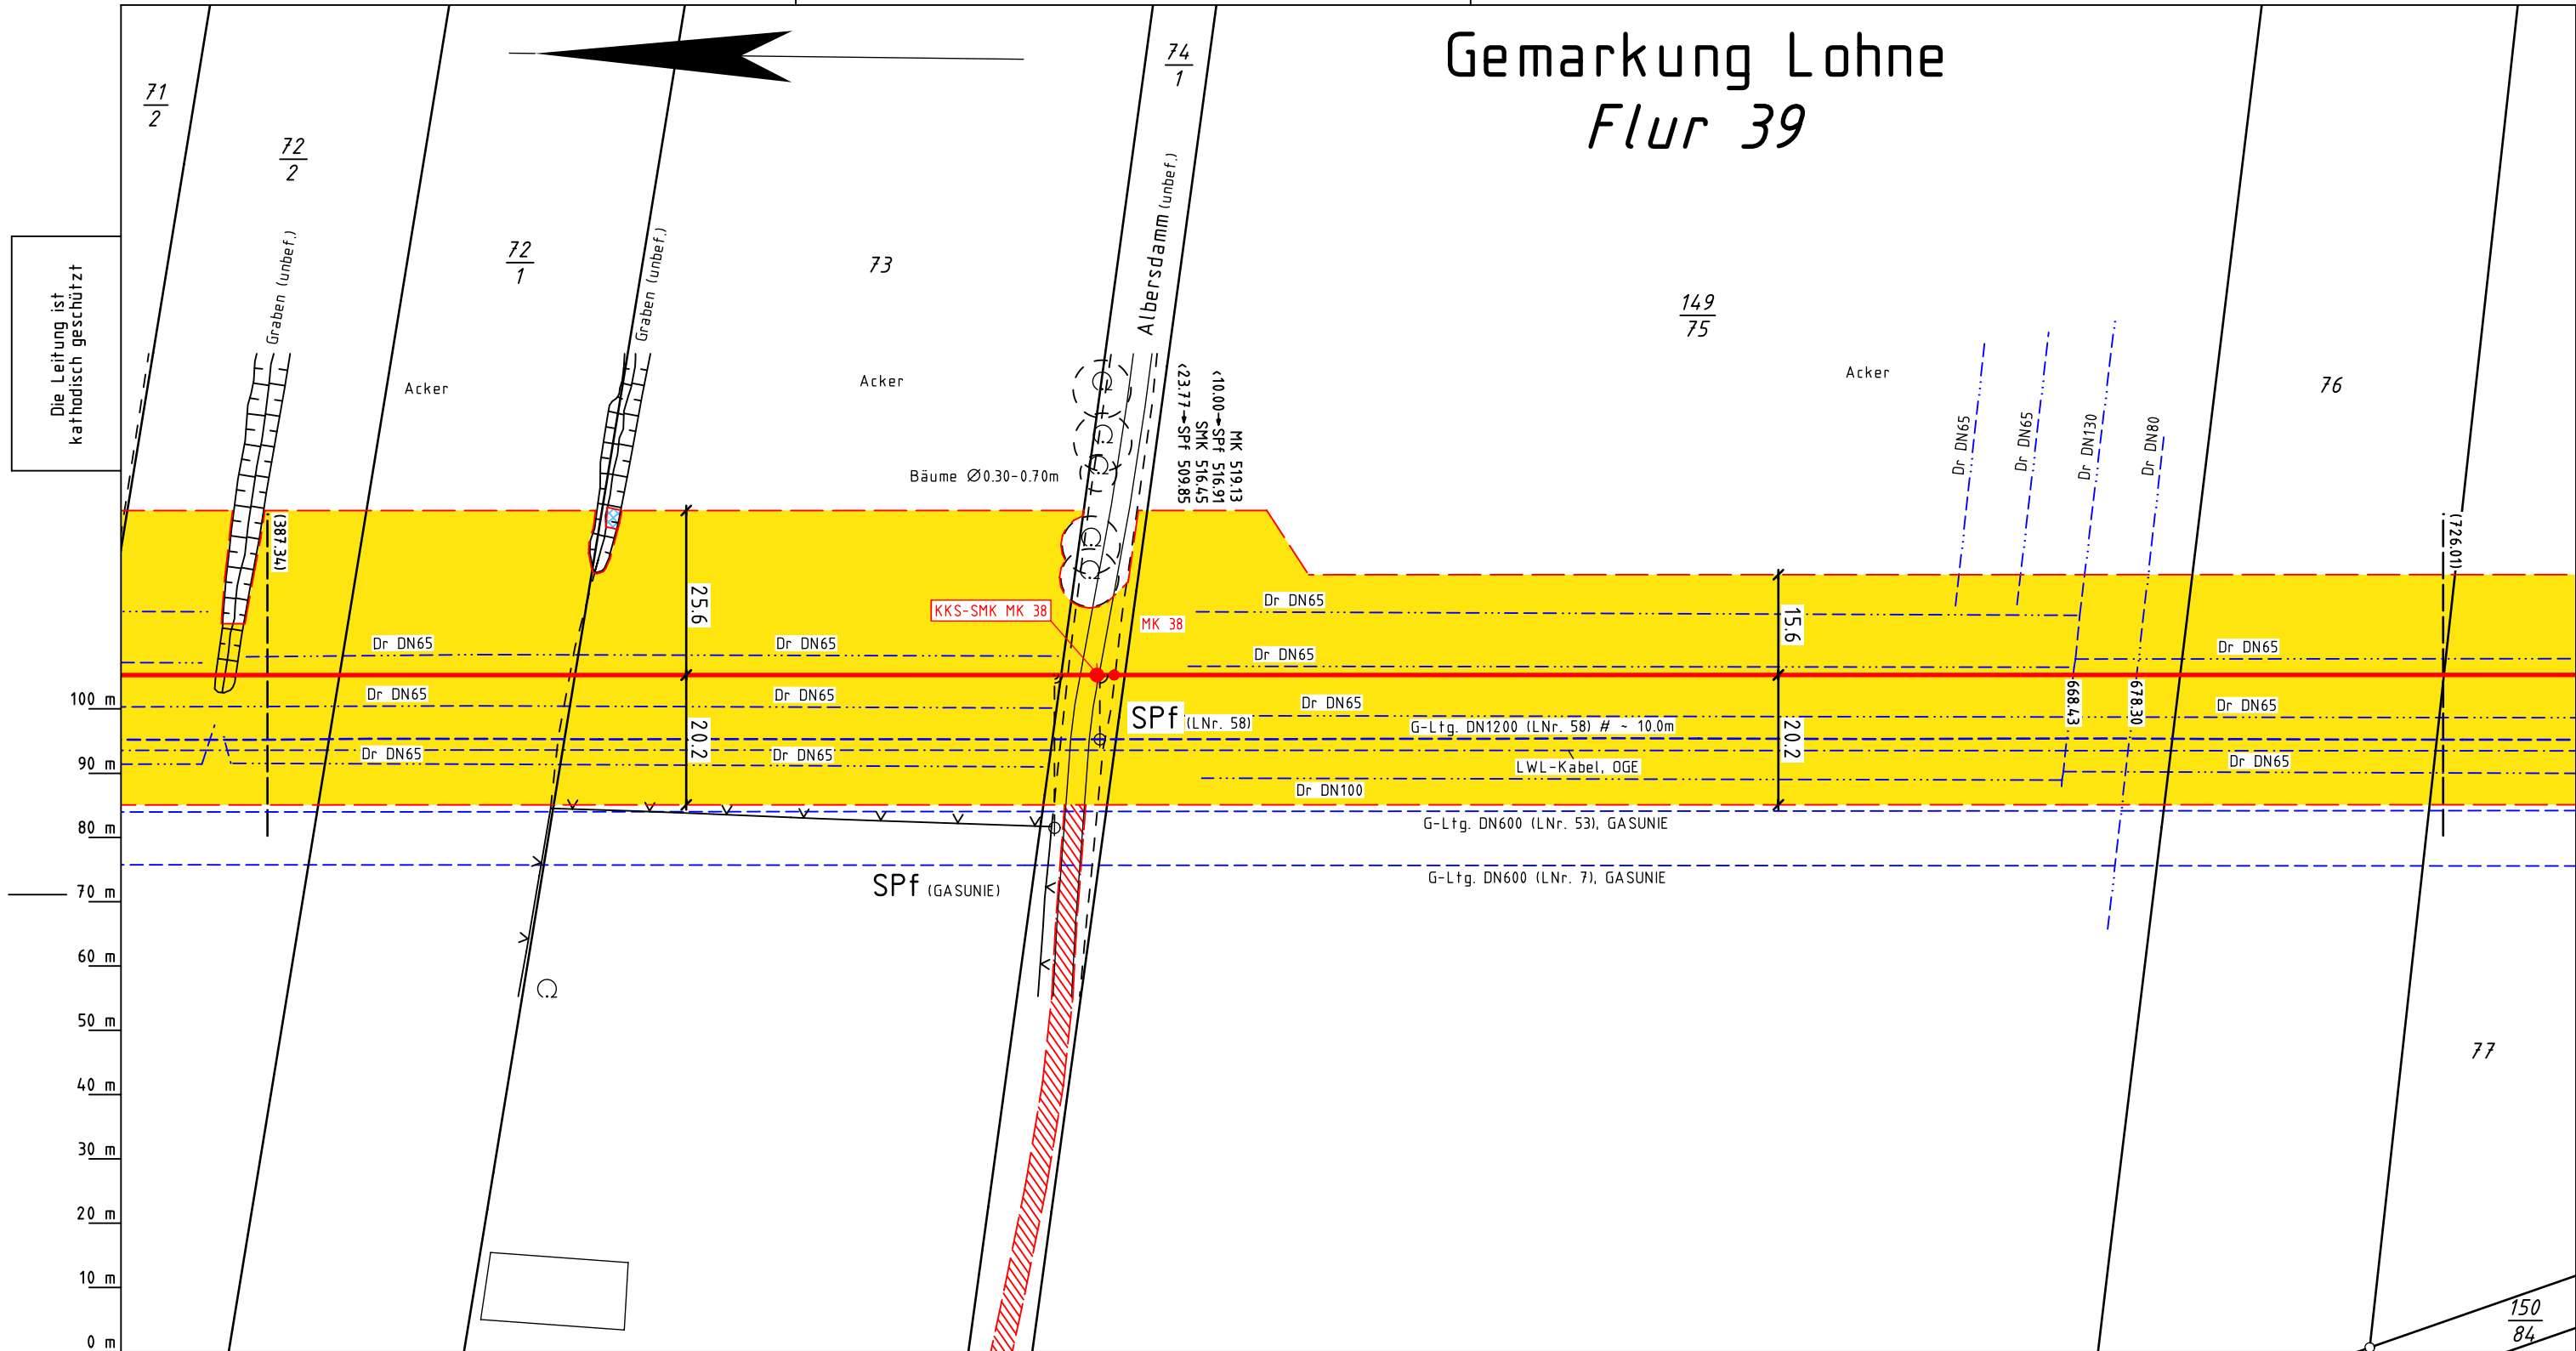 Gemarkung Lohne
Flur 39
71
2
72
2
72
1
73
74
1
149
75
76
77
150
84
Die Leitung ist
kathodisch geschützt
Graben (unbef.)
Graben (unbef.)
Albersdamm (unbef.)
Acker
Acker
Acker
Bäume Ø0.30-0.70m
MK 519.13
<10.00→SPf 516.91
SMK 516.45
<23.77→SPf 509.85
Dr DN65
Dr DN65
Dr DN130
Dr DN80
(387.34)
(726.01)
25.6
20.2
15.6
20.2
KKS-SMK MK 38
MK 38
Dr DN65
Dr DN65
Dr DN65
Dr DN65
Dr DN65
Dr DN65
Dr DN65
Dr DN65
Dr DN65
Dr DN65
Dr DN65
Dr DN65
Dr DN65
668.43
678.30
SPf (LNr. 58)
G-Ltg. DN1200 (LNr. 58) # ~ 10.0m
LWL-Kabel, OGE
Dr DN100
G-Ltg. DN600 (LNr. 53), GASUNIE
G-Ltg. DN600 (LNr. 7), GASUNIE
SPf (GASUNIE)
100 m
90 m
80 m
70 m
60 m
50 m
40 m
30 m
20 m
10 m
0 m